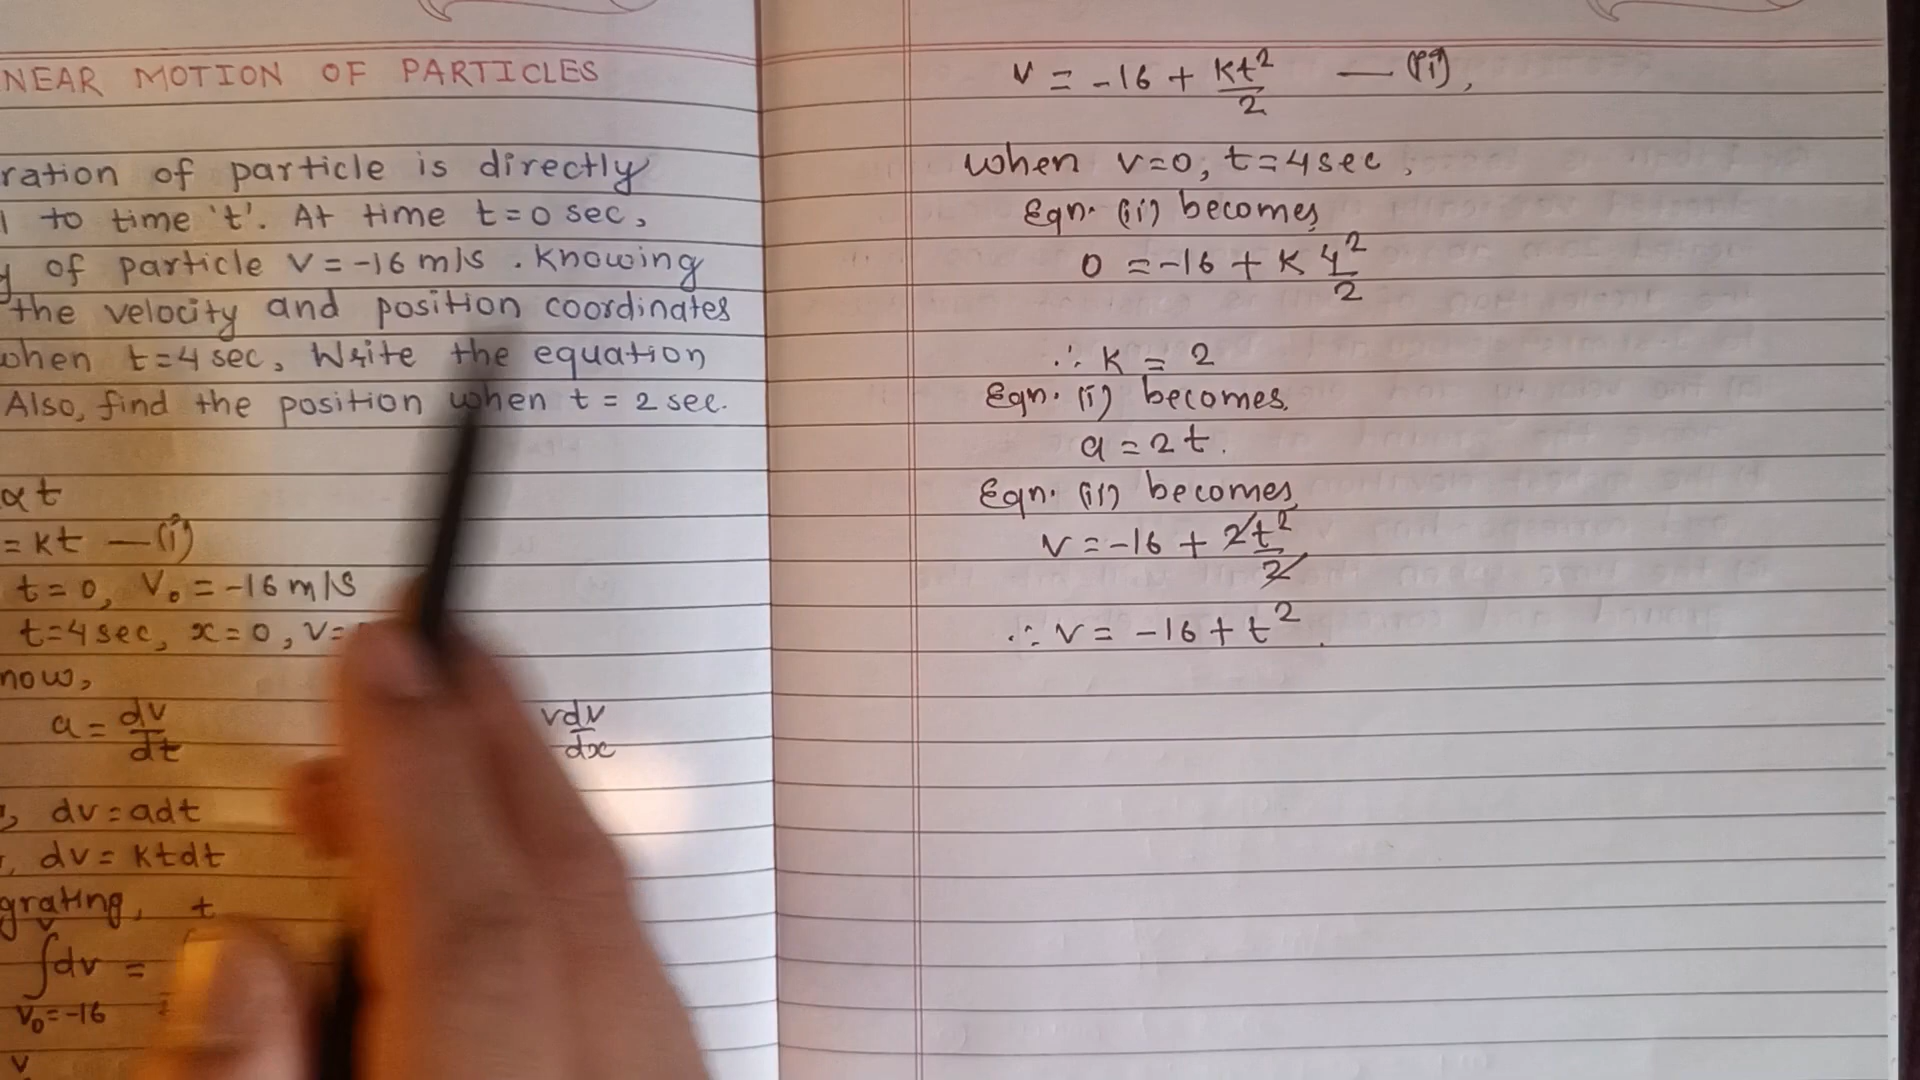 NEAR MOTION OF PARTICLES
ration of particle is directly
l to time 't'. At time t=0 sec,
y of particle v=-16 m/s. Knowing
the velocity and position coordinates
when t=4 sec, Write the equation
Also, find the position when t = 2 sec.
α t
= kt —(i)
t=0, V₀ = -16 m/s
t=4 sec, x=0, v=
now,
a = dv/dt
vdv/dx
, dv = adt
, dv = ktdt
grating, t
∫dv =
V₀=-16
v
v = -16 + kt²/2 — (ii),
when v=0, t=4sec,
Eqn. (ii) becomes,
0 = -16 + k 4²/2
∴ k = 2
Eqn. (i) becomes.
a = 2t.
Eqn. (ii) becomes,
v = -16 + 2t²/2
∴ v = -16 + t².